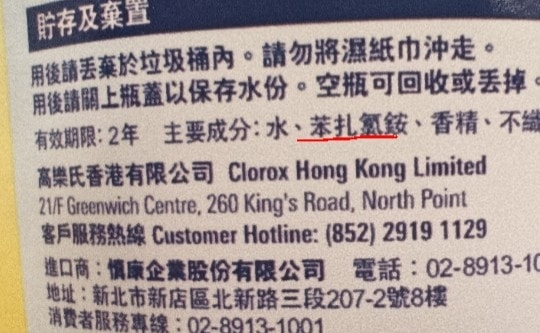 貯存及棄置
用後請丟棄於垃圾桶內。請勿將濕紙巾沖走。
用後請關上瓶蓋以保存水份。空瓶可回收或丟掉。
有效期限:2年 主要成分:水、苯扎氯銨、香精、不織
高樂氏香港有限公司 Clorox Hong Kong Limited
21/F Greenwich Centre, 260 King's Road, North Point
客戶服務熱線 Customer Hotline: (852) 2919 1129
進口商:慎康企業股份有限公司 電話:02-8913-10
地址:新北市新店區北新路三段207-2號8樓
消費者服務專線:02-8913-1001